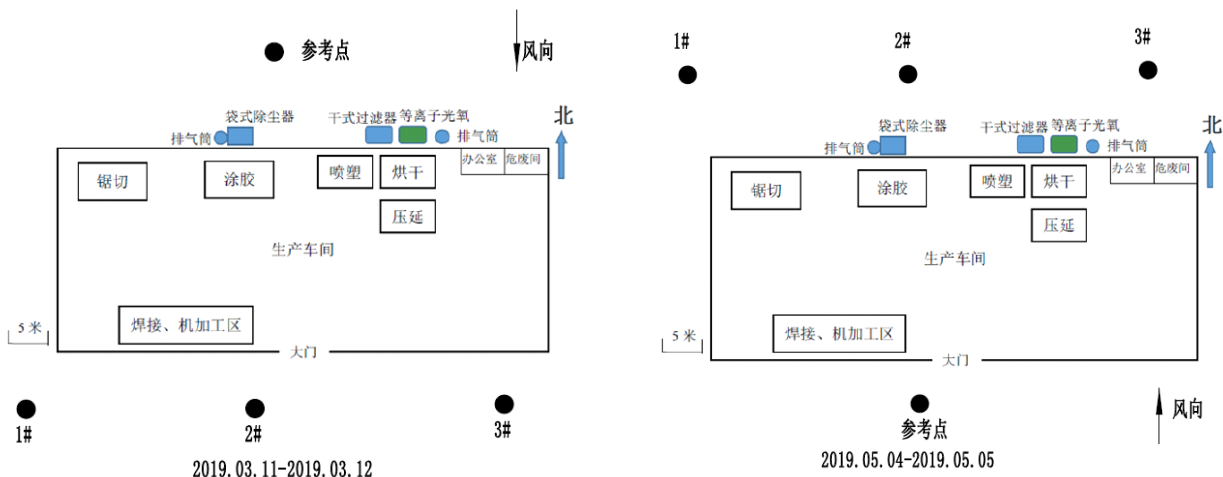 参考点
风向
北
袋式除尘器
干式过滤器 等离子光氧
排气筒
排气筒
办公室 危废间
锯切
涂胶
喷塑
烘干
压延
生产车间
焊接、机加工区
5米
大门
1#
2#
3#
2019.03.11-2019.03.12
1#
2#
3#
北
袋式除尘器
干式过滤器 等离子光氧
排气筒
排气筒
办公室 危废间
锯切
涂胶
喷塑
烘干
压延
生产车间
焊接、机加工区
5米
大门
参考点
风向
2019.05.04-2019.05.05